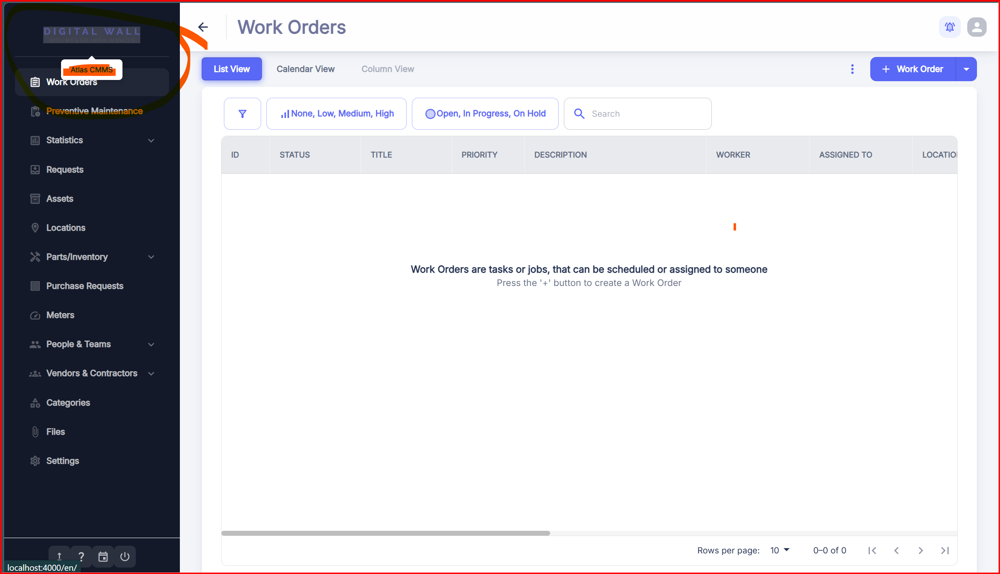 DIGITAL WALL
SYSTEMS & SOFTWARE SERVICES
Atlas CMMS
Work Orders
Preventive Maintenance
Statistics
Requests
Assets
Locations
Parts/Inventory
Purchase Requests
Meters
People & Teams
Vendors & Contractors
Categories
Files
Settings
localhost:4000/en/
Work Orders
List View
Calendar View
Column View
+ Work Order
None, Low, Medium, High
Open, In Progress, On Hold
Search
ID STATUS TITLE PRIORITY DESCRIPTION WORKER ASSIGNED TO LOCATIO
Work Orders are tasks or jobs, that can be scheduled or assigned to someone
Press the '+' button to create a Work Order
Rows per page: 10 0–0 of 0